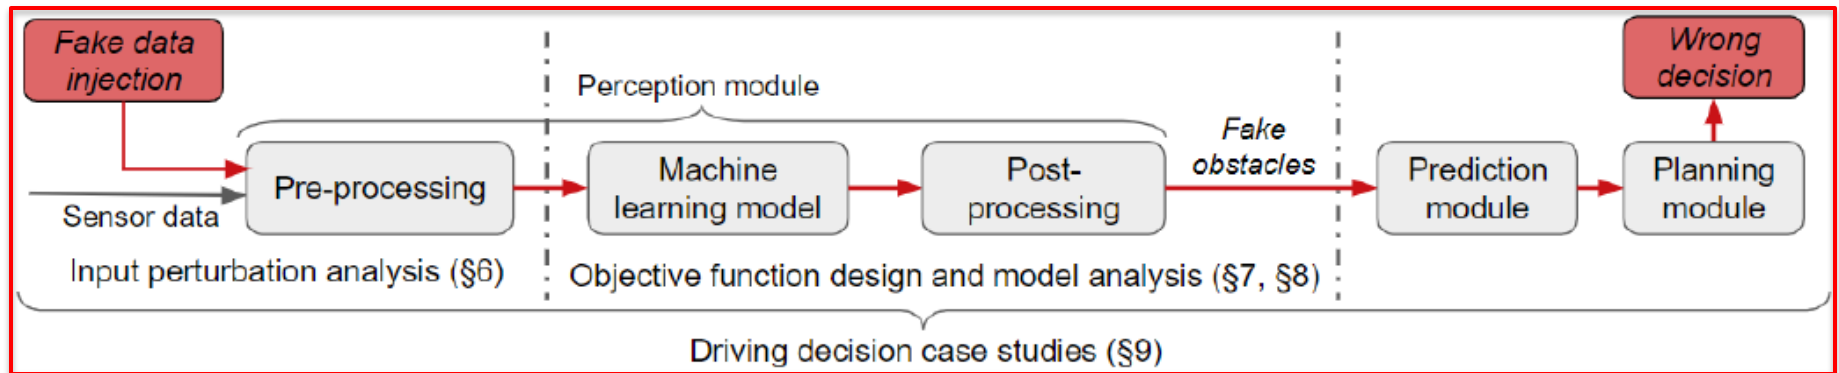 Fake data
injection
Wrong
decision
Perception module
Fake
obstacles
Pre-processing
Machine
learning model
Post-
processing
Prediction
module
Planning
module
Sensor data
Input perturbation analysis (§6)
Objective function design and model analysis (§7, §8)
Driving decision case studies (§9)